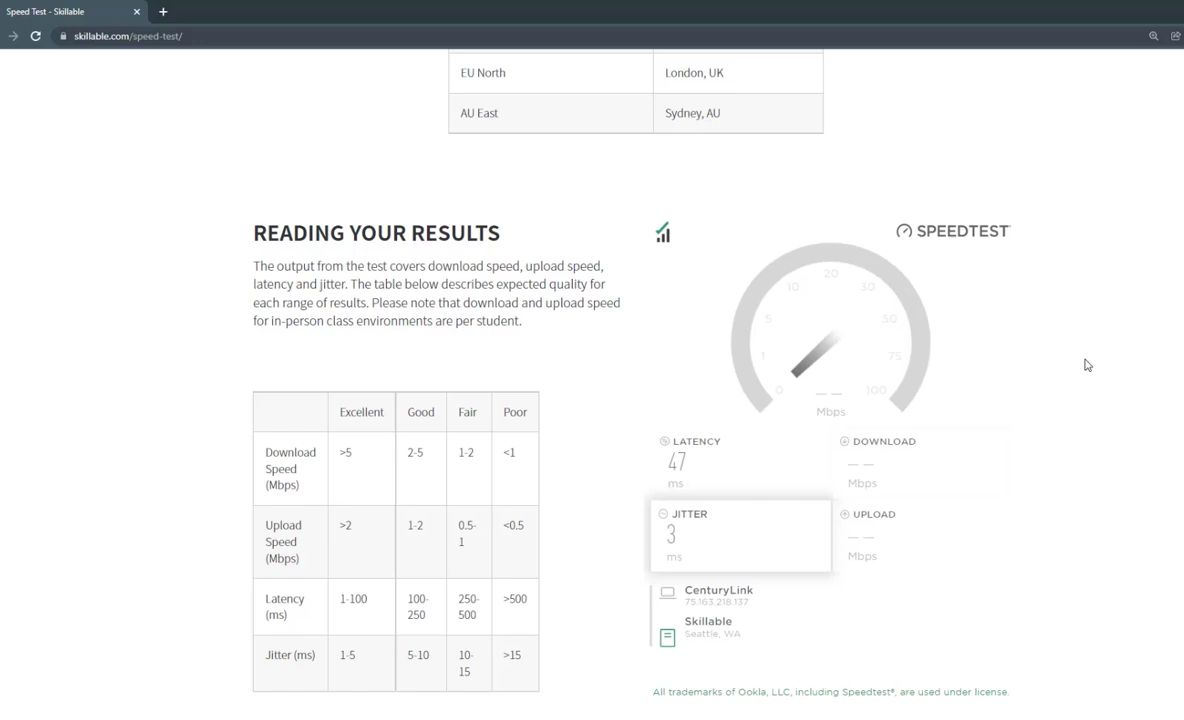 Speed Test - Skillable
skillable.com/speed-test/
EU North London, UK
AU East Sydney, AU
READING YOUR RESULTS
The output from the test covers download speed, upload speed,
latency and jitter. The table below describes expected quality for
each range of results. Please note that download and upload speed
for in-person class environments are per student.
Excellent Good Fair Poor
Download Speed (Mbps) >5 2-5 1-2 <1
Upload Speed (Mbps) >2 1-2 0.5-1 <0.5
Latency (ms) 1-100 100-250 250-500 >500
Jitter (ms) 1-5 5-10 10-15 >15
SPEEDTEST
0 1 5 10 20 30 50 75 100
— —
Mbps
LATENCY
47
ms
DOWNLOAD
— —
Mbps
JITTER
3
ms
UPLOAD
— —
Mbps
CenturyLink
75.163.218.137
Skillable
Seattle, WA
All trademarks of Ookla, LLC, including Speedtest®, are used under license.